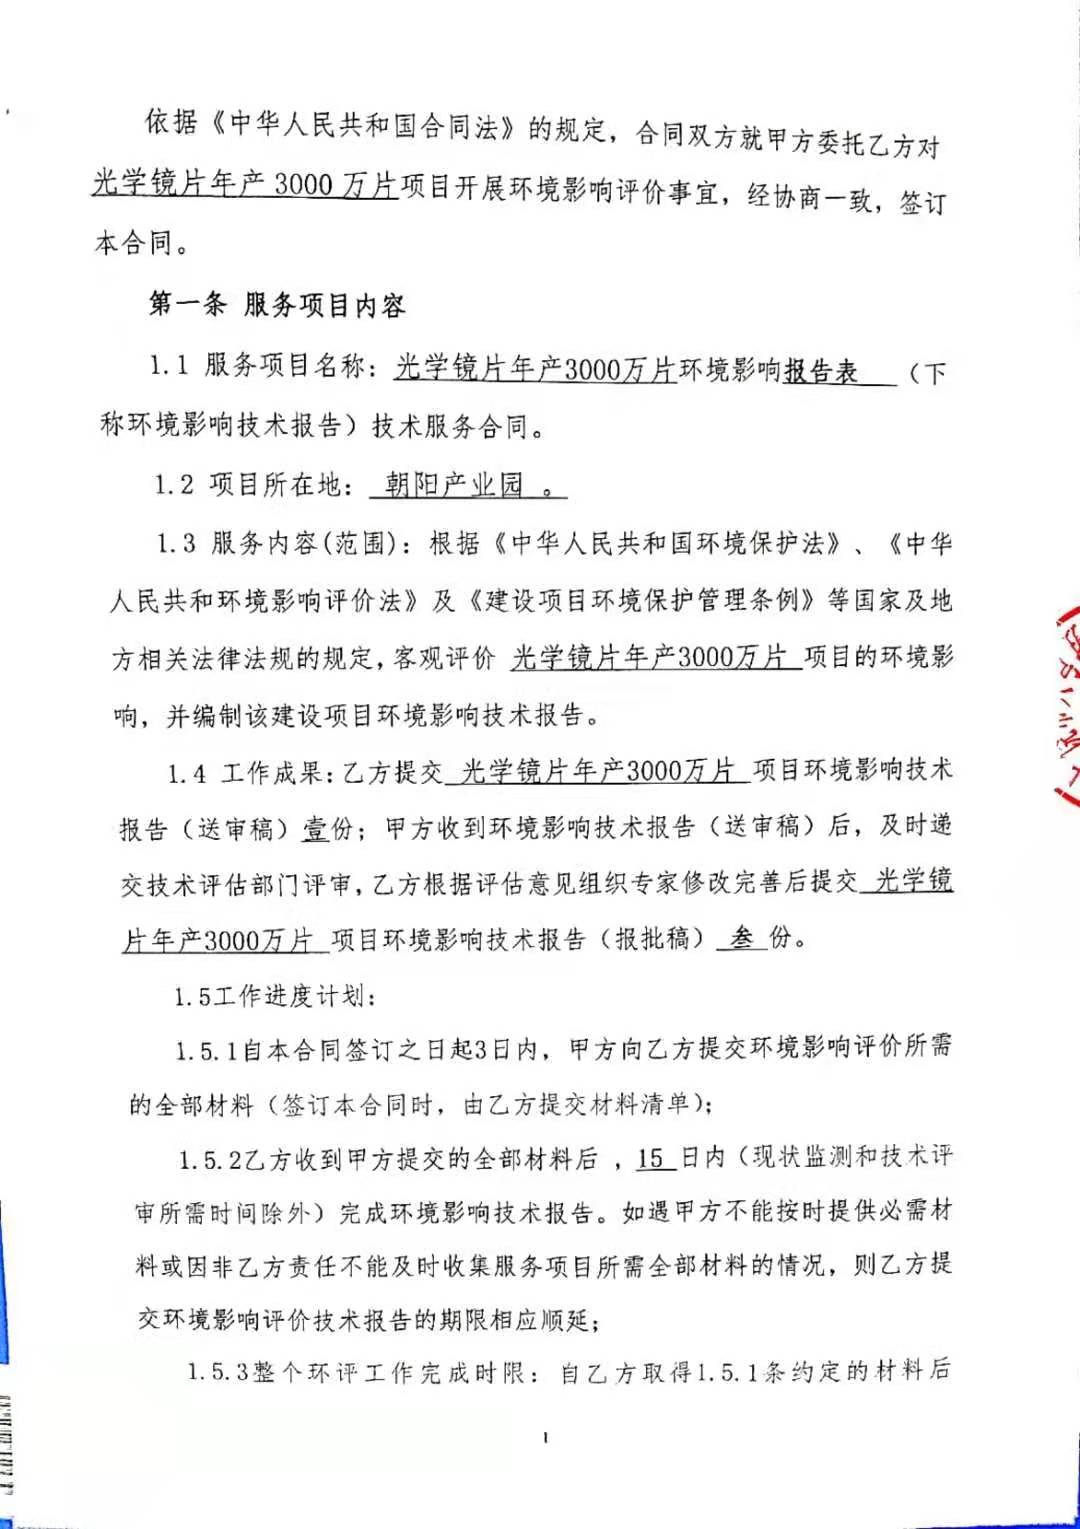 依据《中华人民共和国合同法》的规定，合同双方就甲方委托乙方对
光学镜片年产 3000 万片项目开展环境影响评价事宜，经协商一致，签订
本合同。
第一条 服务项目内容
1.1 服务项目名称：光学镜片年产3000万片环境影响报告表 （下
称环境影响技术报告）技术服务合同。
1.2 项目所在地： 朝阳产业园 。
1.3 服务内容(范围)：根据《中华人民共和国环境保护法》、《中华
人民共和环境影响评价法》及《建设项目环境保护管理条例》等国家及地
方相关法律法规的规定，客观评价 光学镜片年产3000万片 项目的环境影
响，并编制该建设项目环境影响技术报告。
1.4 工作成果：乙方提交 光学镜片年产3000万片 项目环境影响技术
报告（送审稿）壹份；甲方收到环境影响技术报告（送审稿）后，及时递
交技术评估部门评审，乙方根据评估意见组织专家修改完善后提交 光学镜
片年产3000万片 项目环境影响技术报告（报批稿） 叁 份。
1.5工作进度计划：
1.5.1自本合同签订之日起3日内，甲方向乙方提交环境影响评价所需
的全部材料（签订本合同时，由乙方提交材料清单）；
1.5.2乙方收到甲方提交的全部材料后 ，15 日内（现状监测和技术评
审所需时间除外）完成环境影响技术报告。如遇甲方不能按时提供必需材
料或因非乙方责任不能及时收集服务项目所需全部材料的情况，则乙方提
交环境影响评价技术报告的期限相应顺延；
1.5.3整个环评工作完成时限：自乙方取得1.5.1条约定的材料后
1